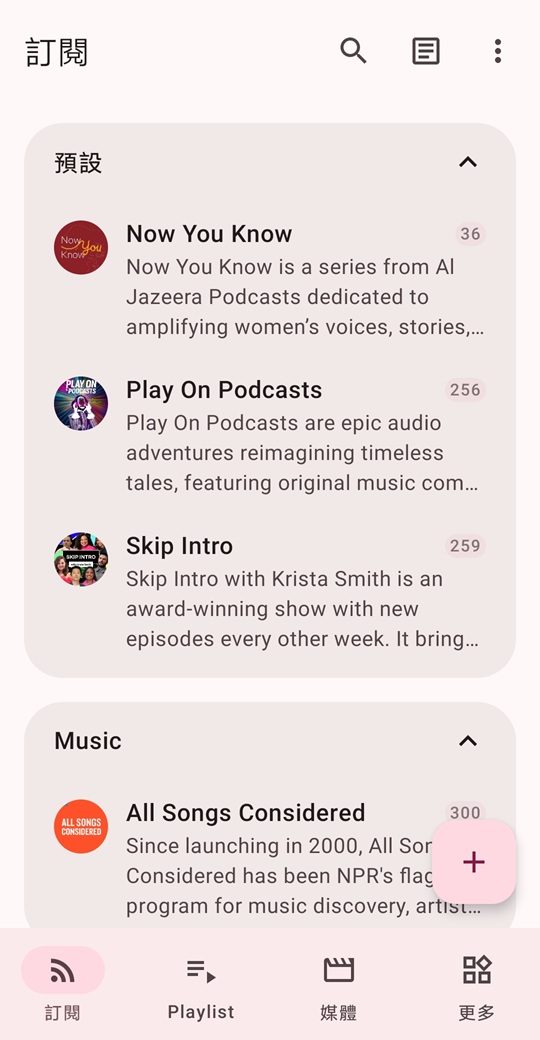 訂閱
預設
Now You Know
36
Now You Know is a series from Al
Jazeera Podcasts dedicated to
amplifying women’s voices, stories,…
Play On Podcasts
256
Play On Podcasts are epic audio
adventures reimagining timeless
tales, featuring original music com…
Skip Intro
259
Skip Intro with Krista Smith is an
award-winning show with new
episodes every other week. It bring…
Music
All Songs Considered
300
Since launching in 2000, All
Considered has been NPR's
program for music discovery, artist…
訂閱
Playlist
媒體
更多
Now You Know
PLAY ON
PODCASTS
SKIP INTRO
ALL SONGS
CONSIDERED